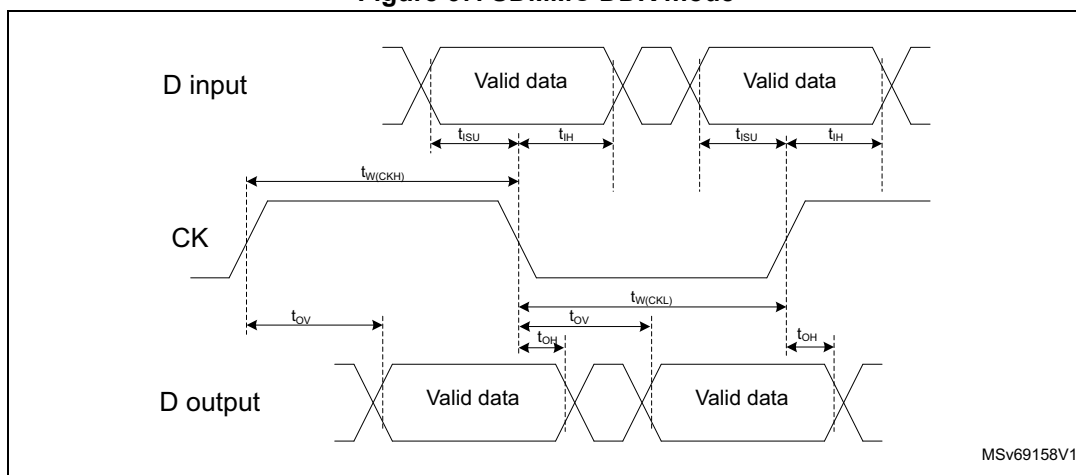 Figure SDMMC DDR mode
D input
Valid data
Valid data
tISU
tIH
tISU
tIH
tW(CKH)
CK
tW(CKL)
tOV
tOV
tOH
tOH
D output
Valid data
Valid data
MSv69158V1